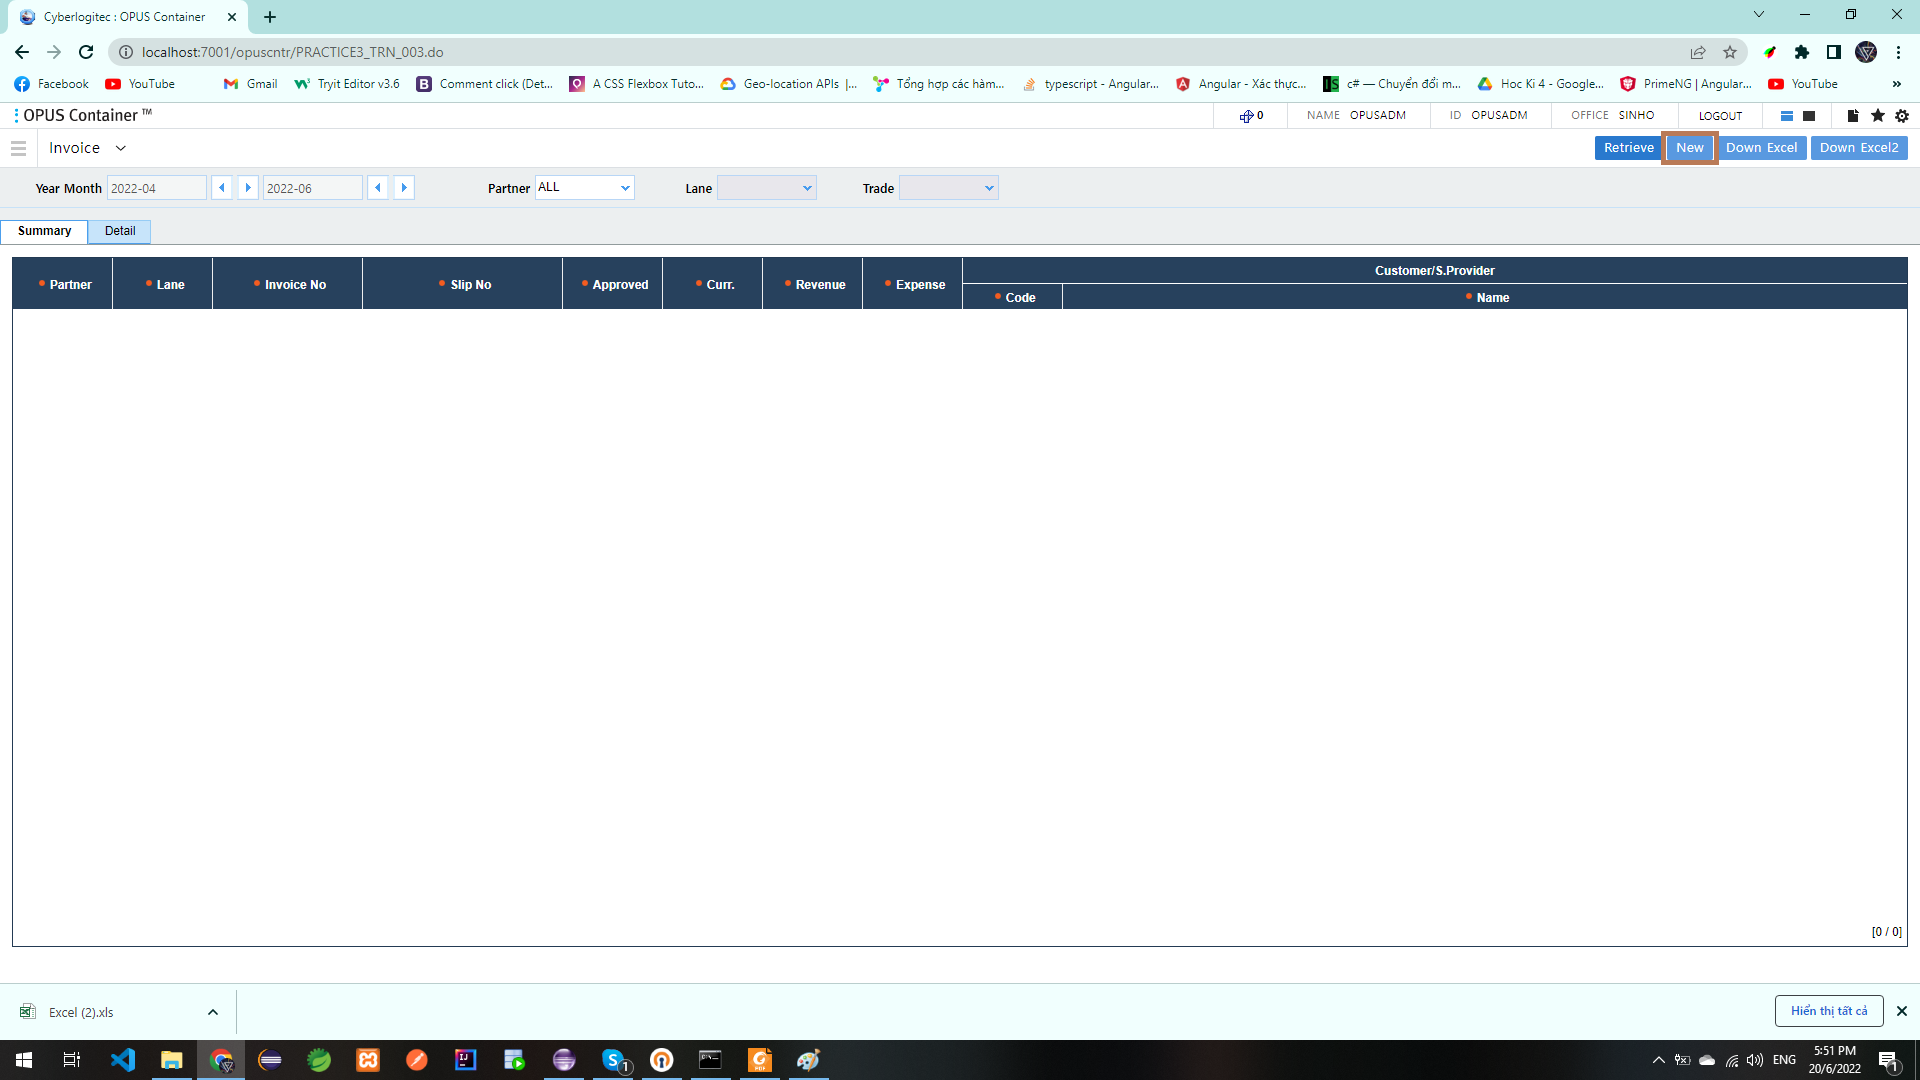 Cyberlogitec : OPUS Container
localhost:7001/opuscntr/PRACTICE3_TRN_003.do
Facebook YouTube Gmail Tryit Editor v3.6 Comment click (Det... A CSS Flexbox Tuto... Geo-location APIs |... Tổng hợp các hàm... typescript - Angular... Angular - Xác thực... c# — Chuyển đổi m... Hoc Ki 4 - Google... PrimeNG | Angular... YouTube »
OPUS Container ™ 0 NAME OPUSADM ID OPUSADM OFFICE SINHO LOGOUT
Invoice Retrieve New Down Excel Down Excel2
Year Month 2022-04 2022-06 Partner ALL Lane Trade
Summary Detail
Partner Lane Invoice No Slip No Approved Curr. Revenue Expense Customer/S.Provider
Code Name
[0 / 0]
Excel (2).xls Hiển thị tất cả
ENG 5:51 PM
20/6/2022
1 1